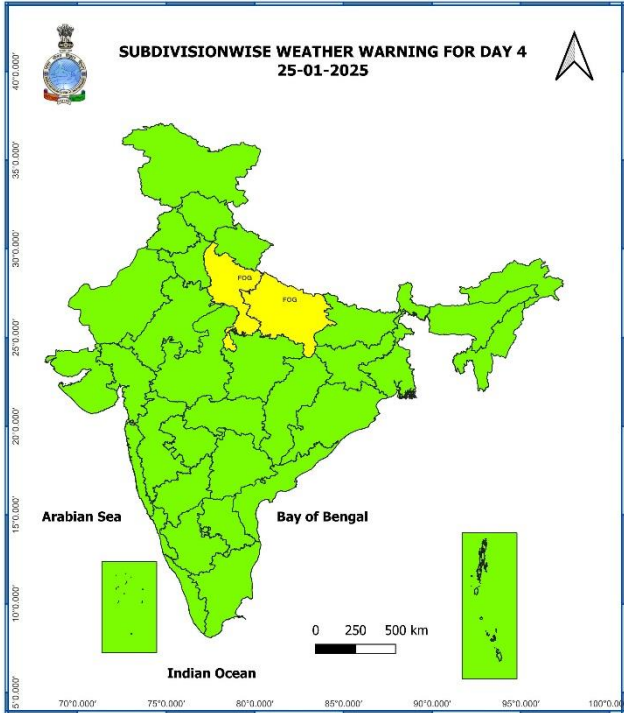 SUBDIVISIONWISE WEATHER WARNING FOR DAY 4
25-01-2025
40°0.000'
35°0.000'
30°0.000'
25°0.000'
20°0.000'
15°0.000'
10°0.000'
5°0.000'
FOG
FOG
Arabian Sea
Bay of Bengal
0 250 500 km
Indian Ocean
70°0.000' 75°0.000' 80°0.000' 85°0.000' 90°0.000' 95°0.000' 100°0.00